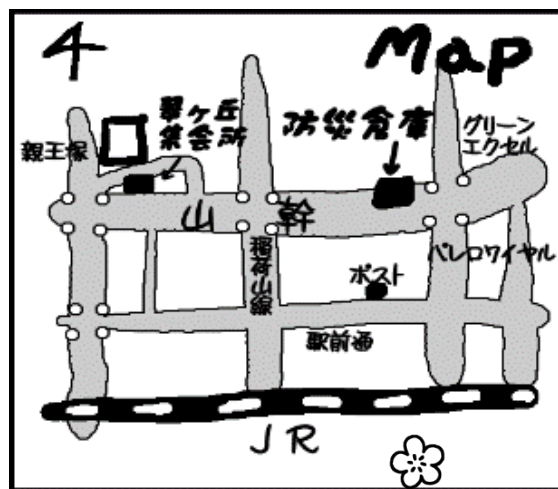 4
Map
翠ヶ丘
集会所
防災倉庫
グリーン
エクセル
親王塚
山幹
稲荷山線
パレロワイヤル
ポスト
駅前通
JR